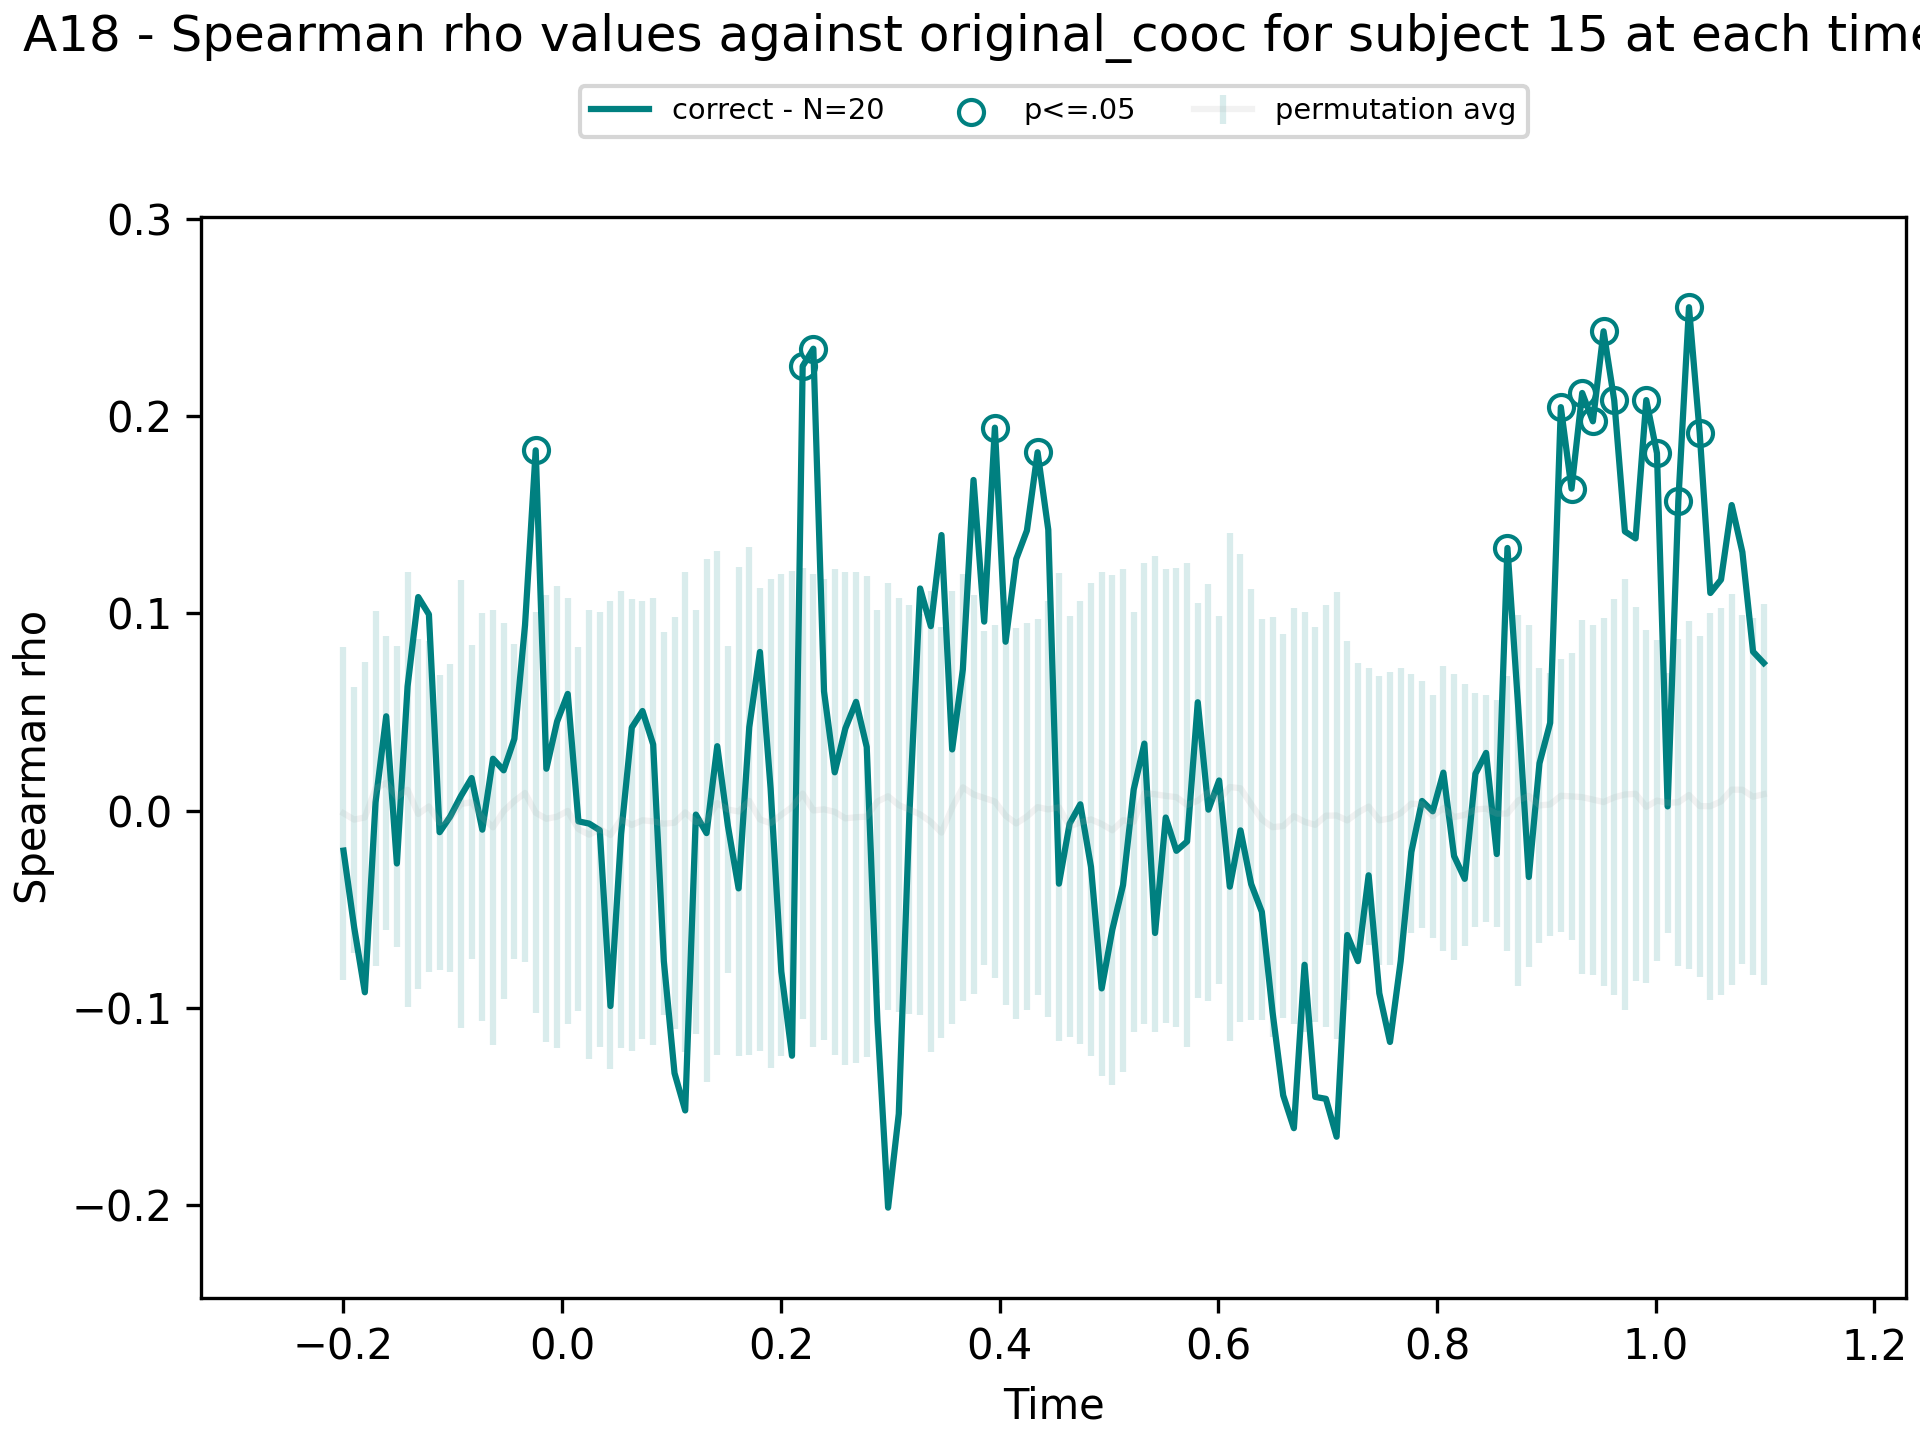 A18 - Spearman rho values against original_cooc for subject 15 at each time
correct - N=20 p<=.05 permutation avg
0.3
0.2
0.1
0.0
−0.1
−0.2
Spearman rho
−0.2 0.0 0.2 0.4 0.6 0.8 1.0 1.2
Time